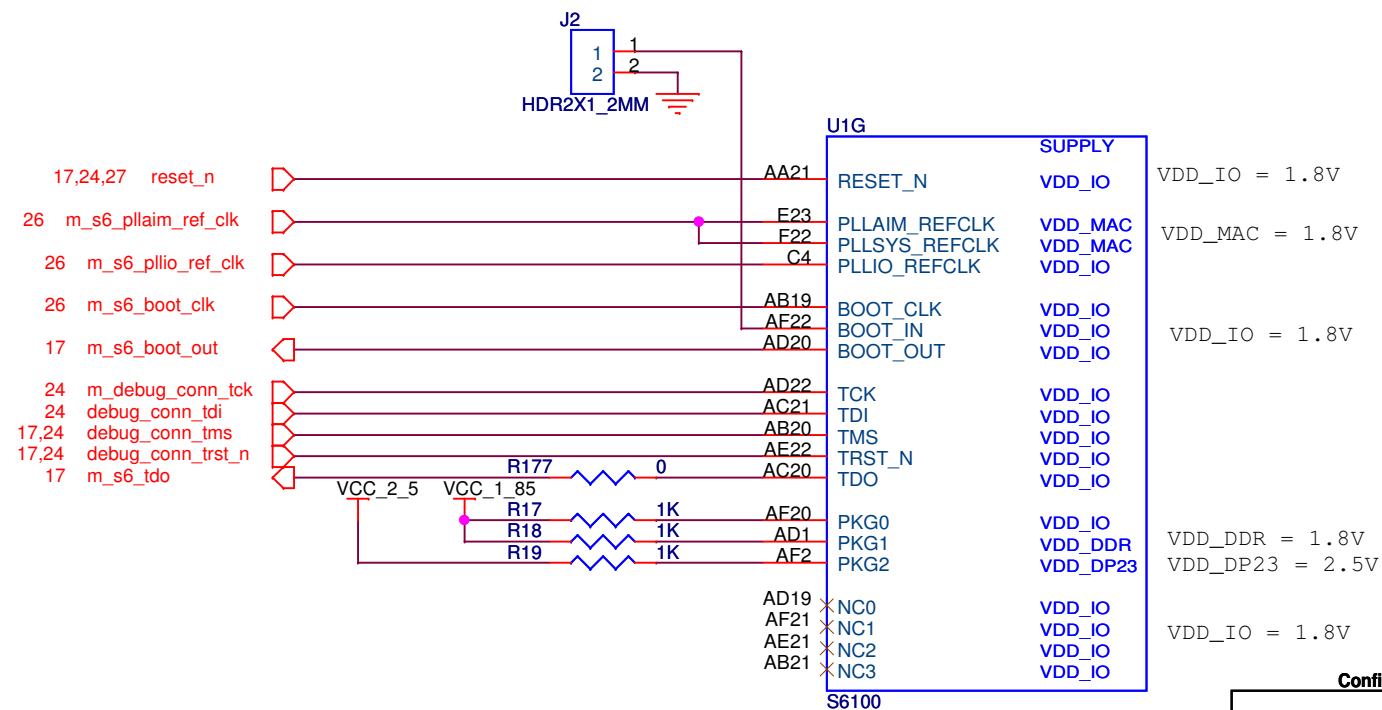 J2
1
1
2
2
HDR2X1_2MM
U1G
SUPPLY
17,24,27 reset_n AA21 RESET_N VDD_IO VDD_IO = 1.8V
26 m_s6_pllaim_ref_clk E23 PLLAIM_REFCLK VDD_MAC VDD_MAC = 1.8V
F22 PLLSYS_REFCLK VDD_MAC
26 m_s6_pllio_ref_clk C4 PLLIO_REFCLK VDD_IO
26 m_s6_boot_clk AB19 BOOT_CLK VDD_IO
AF22 BOOT_IN VDD_IO VDD_IO = 1.8V
17 m_s6_boot_out AD20 BOOT_OUT VDD_IO
24 m_debug_conn_tck AD22 TCK VDD_IO
24 debug_conn_tdi AC21 TDI VDD_IO
17,24 debug_conn_tms AB20 TMS VDD_IO
17,24 debug_conn_trst_n AE22 TRST_N VDD_IO
17 m_s6_tdo R177 0 AC20 TDO VDD_IO
VCC_2_5 VCC_1_85
R17 1K AF20 PKG0 VDD_IO
R18 1K AD1 PKG1 VDD_DDR VDD_DDR = 1.8V
R19 1K AF2 PKG2 VDD_DP23 VDD_DP23 = 2.5V
AD19 NC0 VDD_IO
AF21 NC1 VDD_IO VDD_IO = 1.8V
AE21 NC2 VDD_IO
AB21 NC3 VDD_IO
S6100
Confi